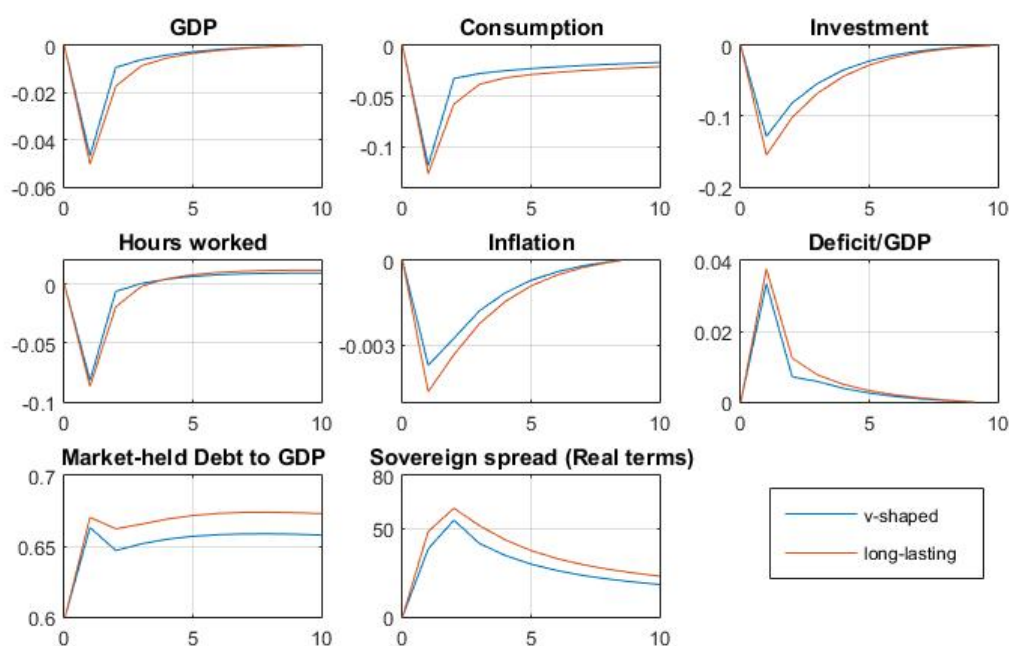 GDP
0
-0.02
-0.04
-0.06
0 5 10
Consumption
0
-0.05
-0.1
0 5 10
Investment
0
-0.1
-0.2
0 5 10
Hours worked
0
-0.05
-0.1
0 5 10
Inflation
0
-0.003
0 5 10
Deficit/GDP
0.04
0.02
0
0 5 10
Market-held Debt to GDP
0.7
0.65
0.6
0 5 10
Sovereign spread (Real terms)
80
50
0
0 5 10
v-shaped
long-lasting